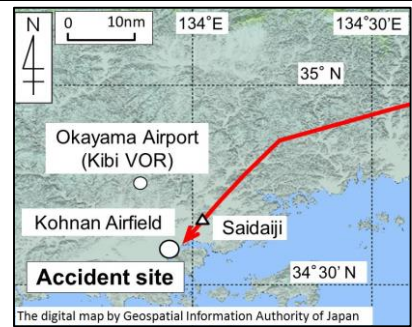 N
0 10nm
134°E
134°30'E
35° N
Okayama Airport
(Kibi VOR)
Kohnan Airfield
Saidaiji
Accident site
34°30' N
The digital map by Geospatial Information Authority of Japan